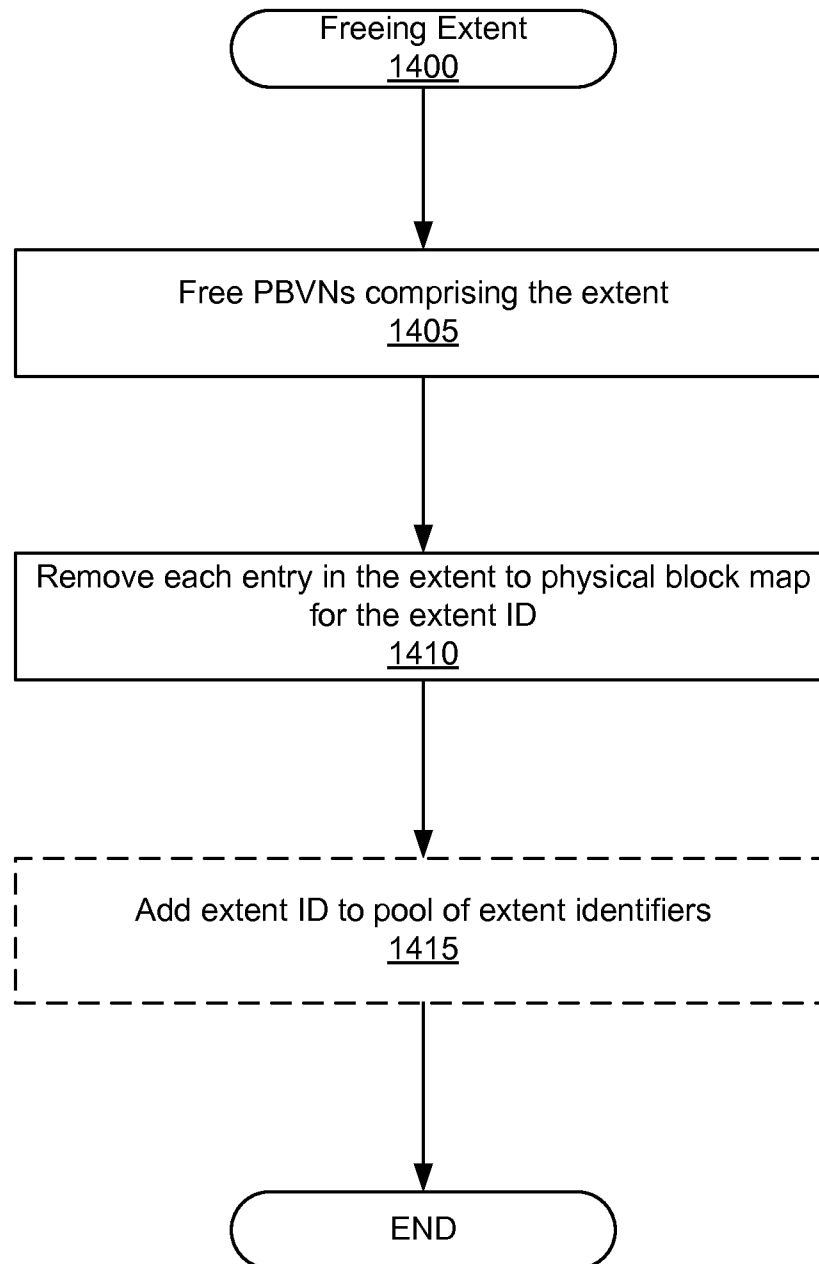 Freeing Extent
1400
Free PBVNs comprising the extent
1405
Remove each entry in the extent to physical block map
for the extent ID
1410
Add extent ID to pool of extent identifiers
1415
END